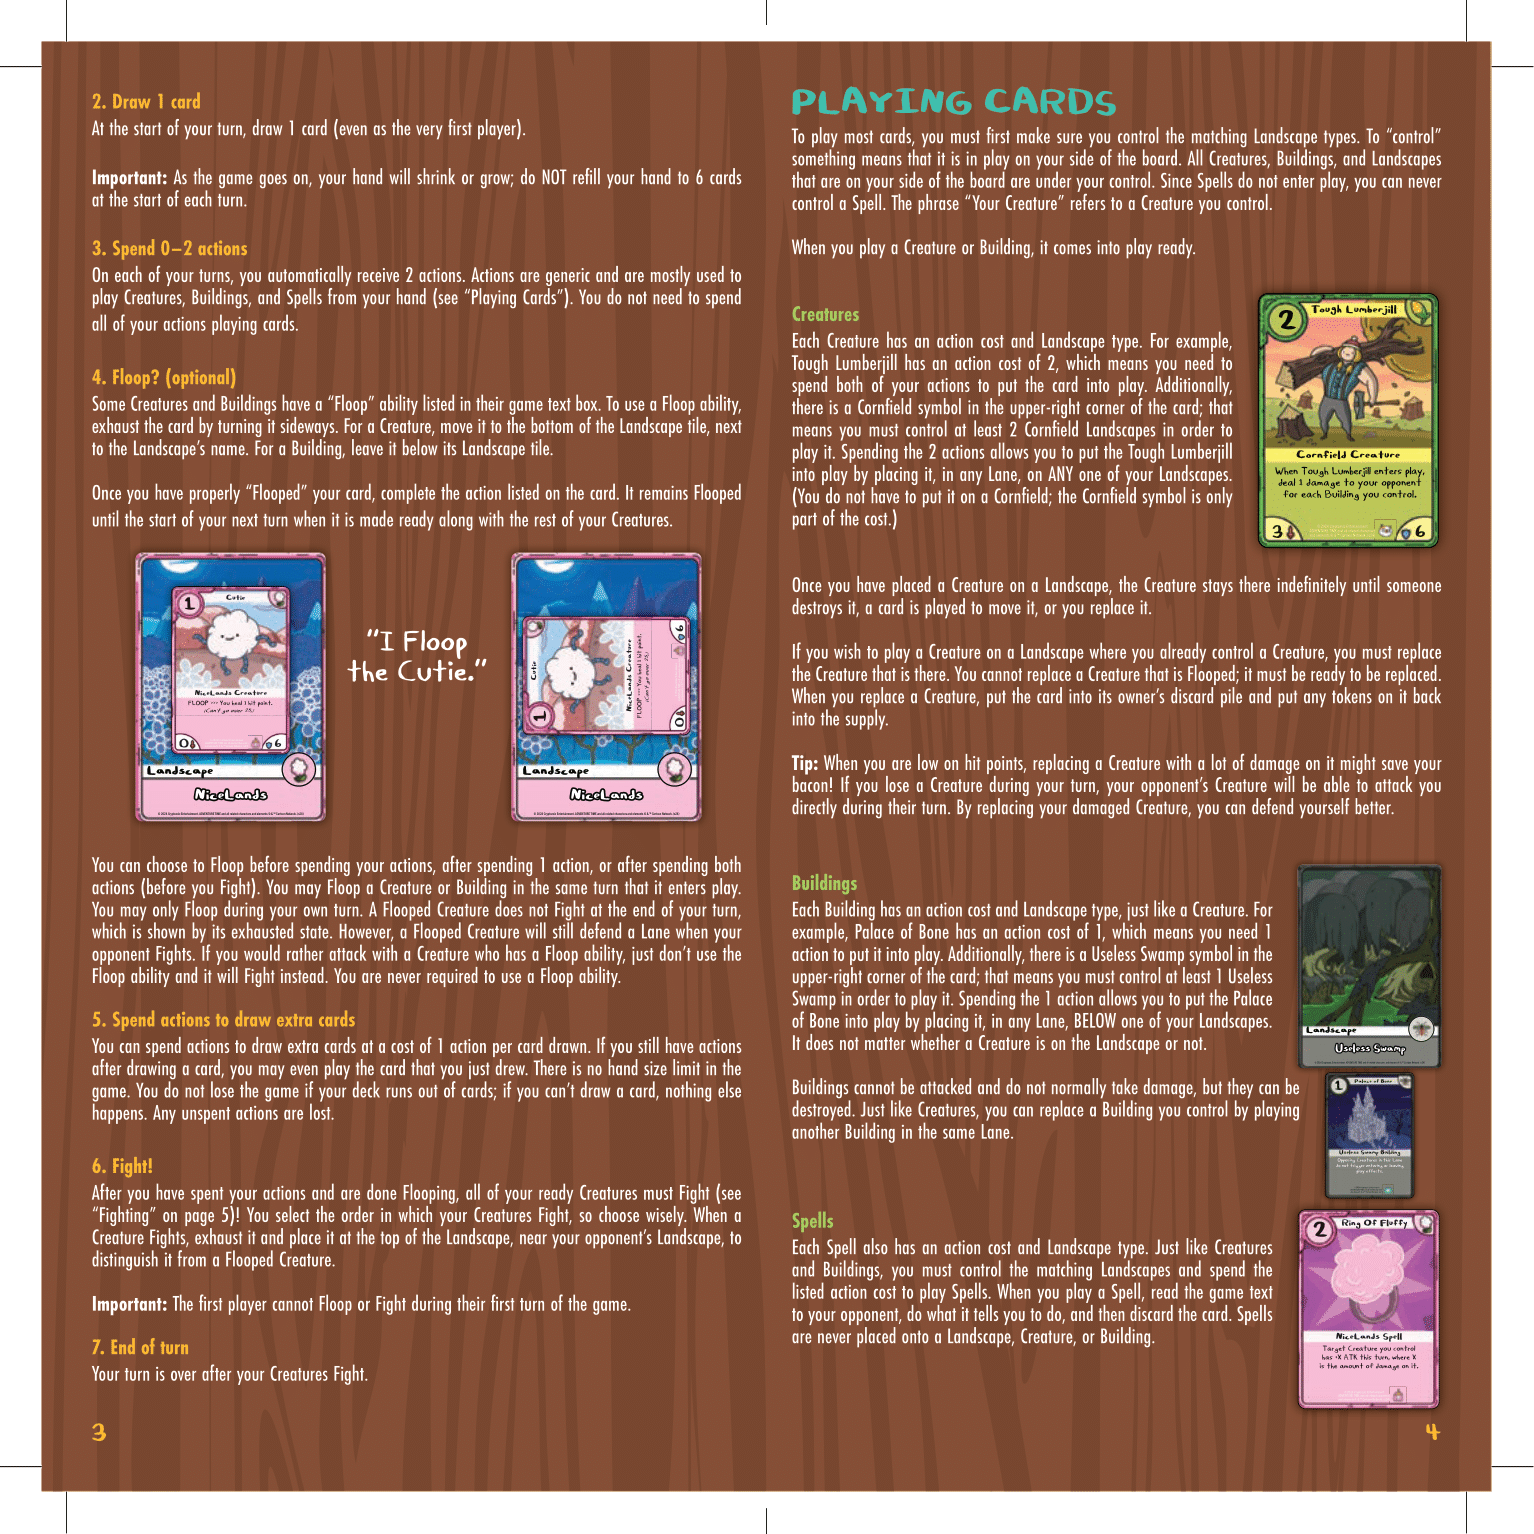 2. Draw 1 card
At the start of your turn, draw 1 card (even as the very first player).
Important: As the game goes on, your hand will shrink or grow; do NOT refill your hand to 6 cards
at the start of each turn.
3. Spend 0–2 actions
On each of your turns, you automatically receive 2 actions. Actions are generic and are mostly used to
play Creatures, Buildings, and Spells from your hand (see “Playing Cards”). You do not need to spend
all of your actions playing cards.
4. Floop? (optional)
Some Creatures and Buildings have a “Floop” ability listed in their game text box. To use a Floop ability,
exhaust the card by turning it sideways. For a Creature, move it to the bottom of the Landscape tile, next
to the Landscape’s name. For a Building, leave it below its Landscape tile.
Once you have properly “Flooped” your card, complete the action listed on the card. It remains Flooped
until the start of your next turn when it is made ready along with the rest of your Creatures.
1
Cutie
NiceLands Creature
FLOOP >>> You heal 1 hit point.
(Can't go over 25.)
0
6
Landscape
NiceLands
“I Floop
the Cutie.”
1
Cutie
NiceLands Creature
FLOOP >>> You heal 1 hit point.
(Can't go over 25.)
0
6
Landscape
NiceLands
You can choose to Floop before spending your actions, after spending 1 action, or after spending both
actions (before you Fight). You may Floop a Creature or Building in the same turn that it enters play.
You may only Floop during your own turn. A Flooped Creature does not Fight at the end of your turn,
which is shown by its exhausted state. However, a Flooped Creature will still defend a Lane when your
opponent Fights. If you would rather attack with a Creature who has a Floop ability, just don’t use the
Floop ability and it will Fight instead. You are never required to use a Floop ability.
5. Spend actions to draw extra cards
You can spend actions to draw extra cards at a cost of 1 action per card drawn. If you still have actions
after drawing a card, you may even play the card that you just drew. There is no hand size limit in the
game. You do not lose the game if your deck runs out of cards; if you can’t draw a card, nothing else
happens. Any unspent actions are lost.
6. Fight!
After you have spent your actions and are done Flooping, all of your ready Creatures must Fight (see
“Fighting” on page 5)! You select the order in which your Creatures Fight, so choose wisely. When a
Creature Fights, exhaust it and place it at the top of the Landscape, near your opponent’s Landscape, to
distinguish it from a Flooped Creature.
Important: The first player cannot Floop or Fight during their first turn of the game.
7. End of turn
Your turn is over after your Creatures Fight.
3
PLAYING CARDS
To play most cards, you must first make sure you control the matching Landscape types. To “control”
something means that it is in play on your side of the board. All Creatures, Buildings, and Landscapes
that are on your side of the board are under your control. Since Spells do not enter play, you can never
control a Spell. The phrase “Your Creature” refers to a Creature you control.
When you play a Creature or Building, it comes into play ready.
Creatures
Each Creature has an action cost and Landscape type. For example,
Tough Lumberjill has an action cost of 2, which means you need to
spend both of your actions to put the card into play. Additionally,
there is a Cornfield symbol in the upper-right corner of the card; that
means you must control at least 2 Cornfield Landscapes in order to
play it. Spending the 2 actions allows you to put the Tough Lumberjill
into play by placing it, in any Lane, on ANY one of your Landscapes.
(You do not have to put it on a Cornfield; the Cornfield symbol is only
part of the cost.)
2
Tough Lumberjill
Cornfield Creature
When Tough Lumberjill enters play,
deal 1 damage to your opponent
for each Building you control.
3
6
Once you have placed a Creature on a Landscape, the Creature stays there indefinitely until someone
destroys it, a card is played to move it, or you replace it.
If you wish to play a Creature on a Landscape where you already control a Creature, you must replace
the Creature that is there. You cannot replace a Creature that is Flooped; it must be ready to be replaced.
When you replace a Creature, put the card into its owner’s discard pile and put any tokens on it back
into the supply.
Tip: When you are low on hit points, replacing a Creature with a lot of damage on it might save your
bacon! If you lose a Creature during your turn, your opponent’s Creature will be able to attack you
directly during their turn. By replacing your damaged Creature, you can defend yourself better.
Buildings
Each Building has an action cost and Landscape type, just like a Creature. For
example, Palace of Bone has an action cost of 1, which means you need 1
action to put it into play. Additionally, there is a Useless Swamp symbol in the
upper-right corner of the card; that means you must control at least 1 Useless
Swamp in order to play it. Spending the 1 action allows you to put the Palace
of Bone into play by placing it, in any Lane, BELOW one of your Landscapes.
It does not matter whether a Creature is on the Landscape or not.
Buildings cannot be attacked and do not normally take damage, but they can be
destroyed. Just like Creatures, you can replace a Building you control by playing
another Building in the same Lane.
Landscape
Useless Swamp
1
Palace of Bone
Useless Swamp Building
Spells
Each Spell also has an action cost and Landscape type. Just like Creatures
and Buildings, you must control the matching Landscapes and spend the
listed action cost to play Spells. When you play a Spell, read the game text
to your opponent, do what it tells you to do, and then discard the card. Spells
are never placed onto a Landscape, Creature, or Building.
2
Ring Of Fluffy
NiceLands Spell
Target Creature you control
has +X ATK this turn, where X
is the amount of damage on it.
4